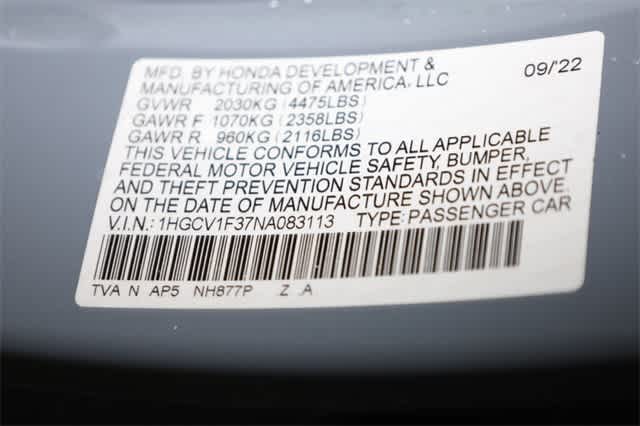 MFD. BY HONDA DEVELOPMENT & 09/'22
MANUFACTURING OF AMERICA, LLC
GVWR 2030KG (4475LBS)
GAWR F 1070KG (2358LBS)
GAWR R 960KG (2116LBS)
THIS VEHICLE CONFORMS TO ALL APPLICABLE
FEDERAL MOTOR VEHICLE SAFETY, BUMPER,
AND THEFT PREVENTION STANDARDS IN EFFECT
ON THE DATE OF MANUFACTURE SHOWN ABOVE.
V.I.N.: 1HGCV1F37NA083113 TYPE: PASSENGER CAR
TVA N AP5 NH877P Z .A